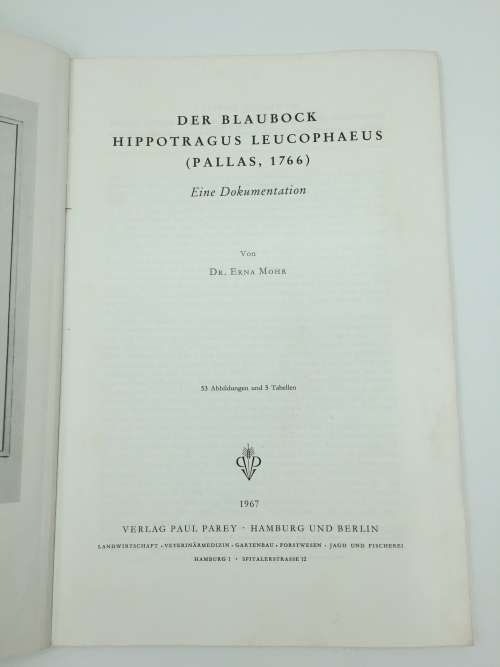 DER BLAUBOCK
HIPPOTRAGUS LEUCOPHAEUS
(PALLAS, 1766)
Eine Dokumentation
Von
DR. ERNA MOHR
53 Abbildungen und 5 Tabellen
1967
VERLAG PAUL PAREY · HAMBURG UND BERLIN
LANDWIRTSCHAFT · VETERINÄRMEDIZIN · GARTENBAU · FORSTWESEN · JAGD UND FISCHEREI
HAMBURG 1 · SPITALERSTRASSE 12